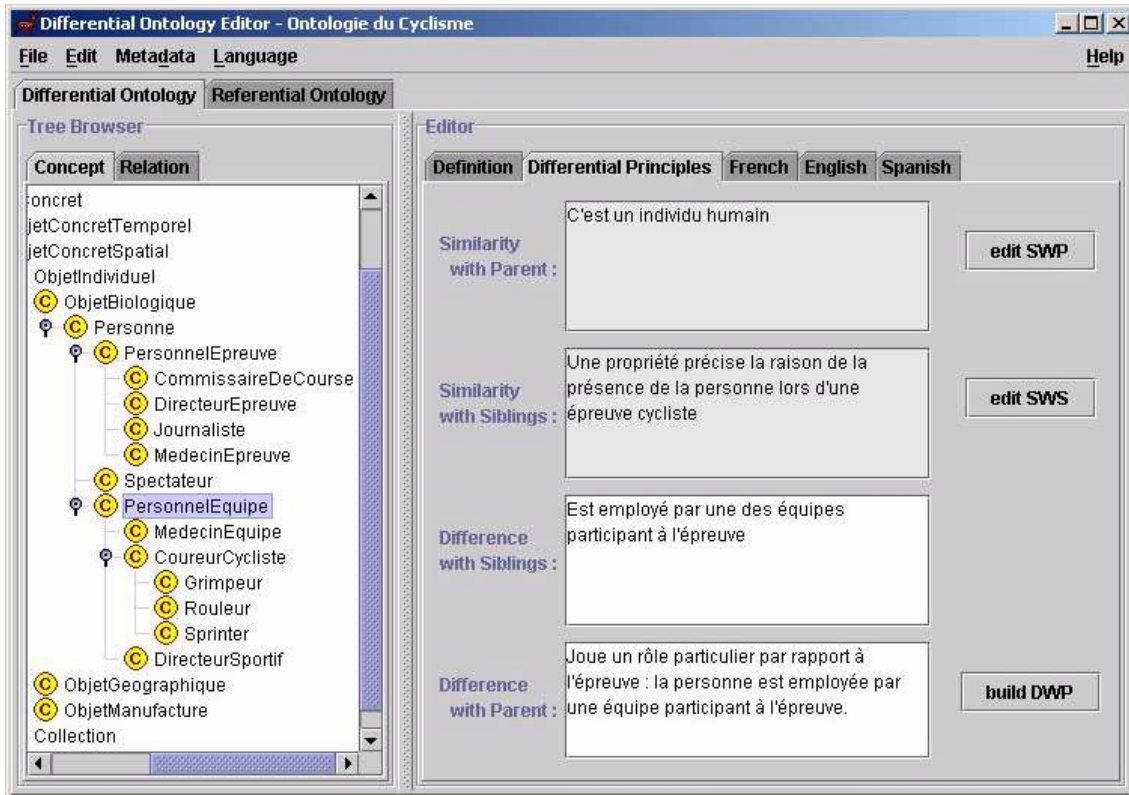 Differential Ontology Editor - Ontologie du Cyclisme
File Edit Metadata Language Help
Differential Ontology Referential Ontology
Tree Browser
Concept Relation
oncret
jetConcretTemporel
jetConcretSpatial
ObjetIndividuel
C ObjetBiologique
C Personne
C PersonnelEpreuve
C CommissaireDeCourse
C DirecteurEpreuve
C Journaliste
C MedecinEpreuve
C Spectateur
C PersonnelEquipe
C MedecinEquipe
C CoureurCycliste
C Grimpeur
C Rouleur
C Sprinter
C DirecteurSportif
C ObjetGeographique
C ObjetManufacture
Collection
Editor
Definition Differential Principles French English Spanish
Similarity
with Parent :
C'est un individu humain
edit SWP
Similarity
with Siblings :
Une propriété précise la raison de la
présence de la personne lors d'une
épreuve cycliste
edit SWS
Difference
with Siblings :
Est employé par une des équipes
participant à l'épreuve
Difference
with Parent :
Joue un rôle particulier par rapport à
l'épreuve : la personne est employée par
une équipe participant à l'épreuve.
build DWP